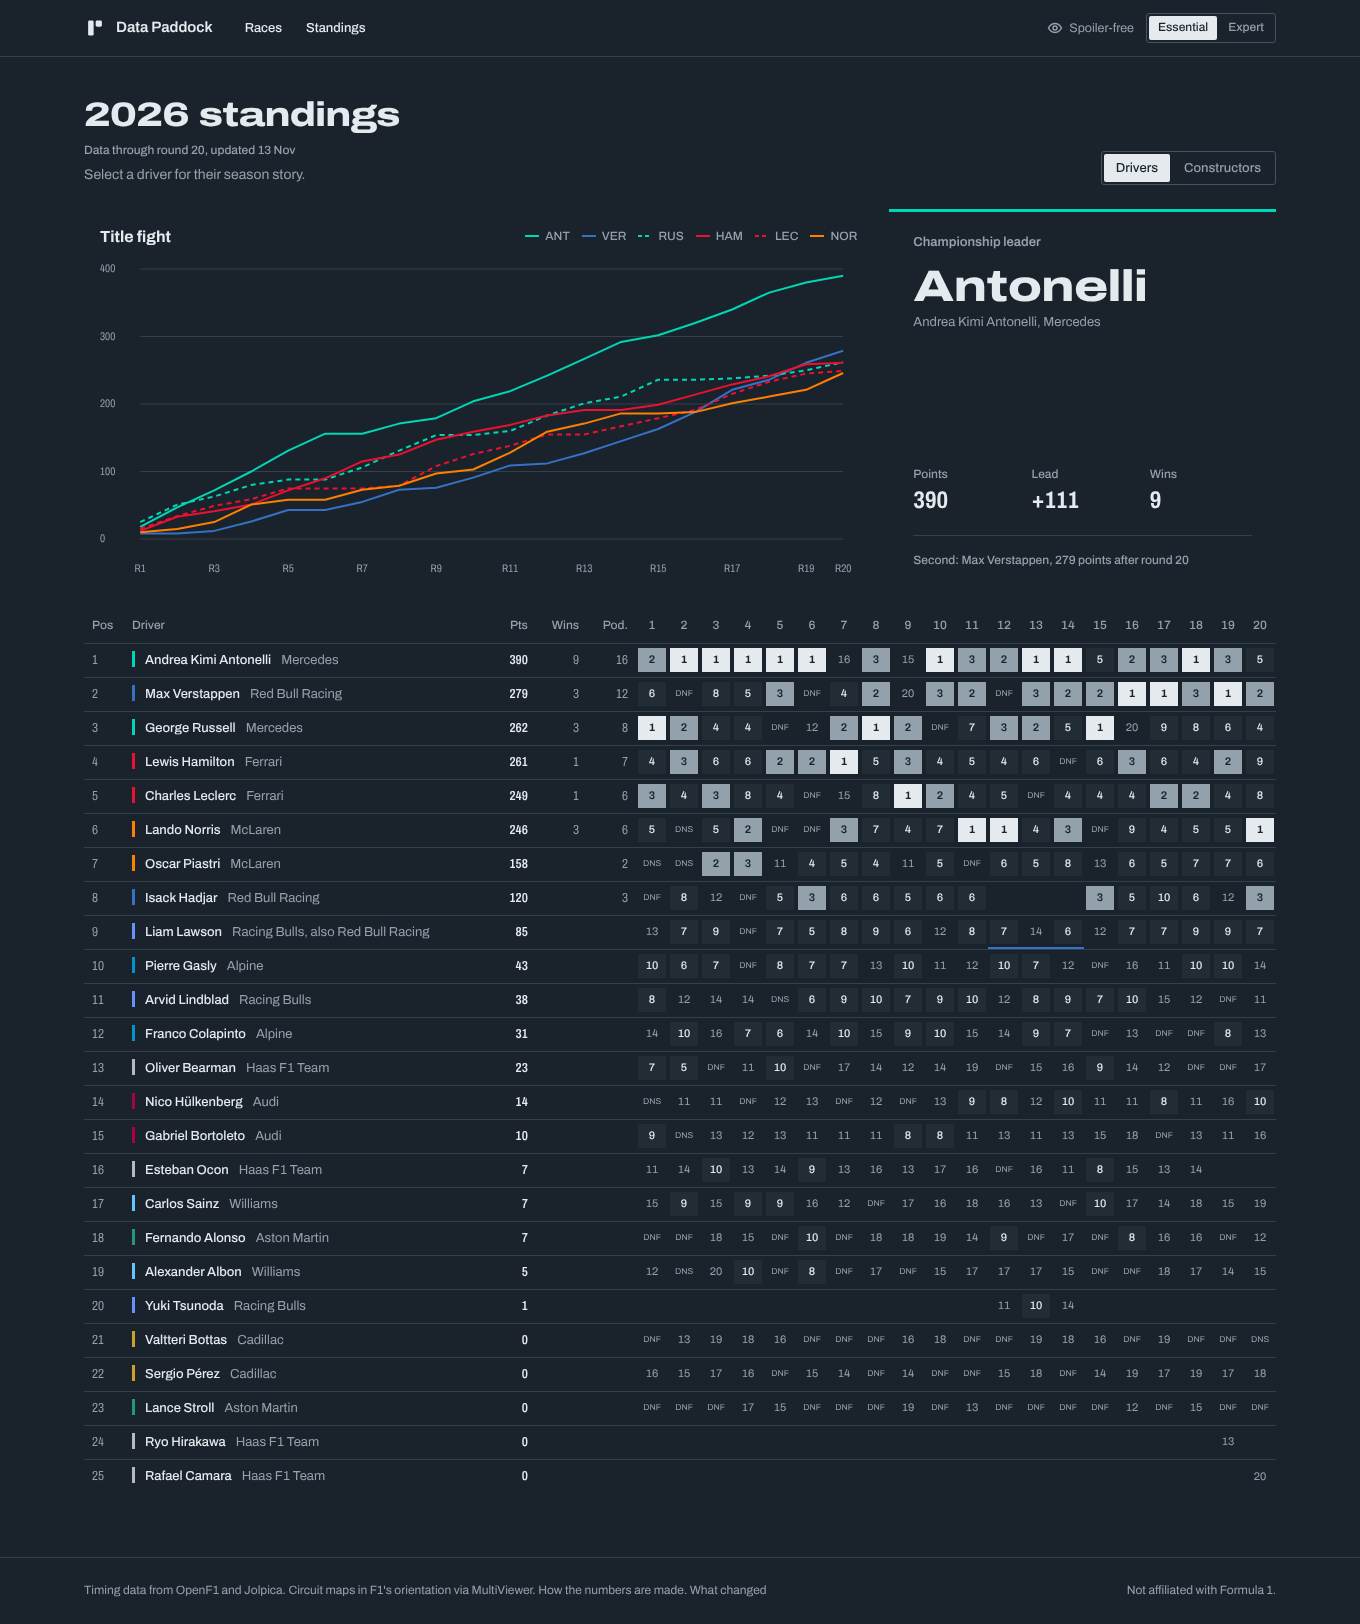 Data Paddock Races Standings Spoiler-free Essential Expert
2026 standings
Data through round 20, updated 13 Nov
Select a driver for their season story.
Drivers Constructors
Title fight
ANT VER RUS HAM LEC NOR
400
300
200
100
0
R1 R3 R5 R7 R9 R11 R13 R15 R17 R19 R20
Championship leader
Antonelli
Andrea Kimi Antonelli, Mercedes
Points Lead Wins
390 +111 9
Second: Max Verstappen, 279 points after round 20
Pos Driver Pts Wins Pod. 1 2 3 4 5 6 7 8 9 10 11 12 13 14 15 16 17 18 19 20
1 Andrea Kimi Antonelli Mercedes 390 9 16 2 1 1 1 1 1 16 3 15 1 3 2 1 1 5 2 3 1 3 5
2 Max Verstappen Red Bull Racing 279 3 12 6 DNF 8 5 3 DNF 4 2 20 3 2 DNF 3 2 2 1 1 3 1 2
3 George Russell Mercedes 262 3 8 1 2 4 4 DNF 12 2 1 2 DNF 7 3 2 5 1 20 9 8 6 4
4 Lewis Hamilton Ferrari 261 1 7 4 3 6 6 2 2 1 5 3 4 5 4 6 DNF 6 3 6 4 2 9
5 Charles Leclerc Ferrari 249 1 6 3 4 3 8 4 DNF 15 8 1 2 4 5 DNF 4 4 4 2 2 4 8
6 Lando Norris McLaren 246 3 6 5 DNS 5 2 DNF DNF 3 7 4 7 1 1 4 3 DNF 9 4 5 5 1
7 Oscar Piastri McLaren 158 2 DNS DNS 2 3 11 4 5 4 11 5 DNF 6 5 8 13 6 5 7 7 6
8 Isack Hadjar Red Bull Racing 120 3 DNF 8 12 DNF 5 3 6 6 5 6 6 3 5 10 6 12 3
9 Liam Lawson Racing Bulls, also Red Bull Racing 85 13 7 9 DNF 7 5 8 9 6 12 8 7 14 6 12 7 7 9 9 7
10 Pierre Gasly Alpine 43 10 6 7 DNF 8 7 7 13 10 11 12 10 7 12 DNF 16 11 10 10 14
11 Arvid Lindblad Racing Bulls 38 8 12 14 14 DNS 6 9 10 7 9 10 12 8 9 7 10 15 12 DNF 11
12 Franco Colapinto Alpine 31 14 10 16 7 6 14 10 15 9 10 15 14 9 7 DNF 13 DNF DNF 8 13
13 Oliver Bearman Haas F1 Team 23 7 5 DNF 11 10 DNF 17 14 12 14 19 DNF 15 16 9 14 12 DNF DNF 17
14 Nico Hülkenberg Audi 14 DNS 11 11 DNF 12 13 DNF 12 DNF 13 9 8 12 10 11 11 8 11 16 10
15 Gabriel Bortoleto Audi 10 9 DNS 13 12 13 11 11 11 8 8 11 13 11 13 15 18 DNF 13 11 16
16 Esteban Ocon Haas F1 Team 7 11 14 10 13 14 9 13 16 13 17 16 DNF 16 11 8 15 13 14
17 Carlos Sainz Williams 7 15 9 15 9 9 16 12 DNF 17 16 18 16 13 DNF 10 17 14 18 15 19
18 Fernando Alonso Aston Martin 7 DNF DNF 18 15 DNF 10 DNF 18 18 19 14 9 DNF 17 DNF 8 16 16 DNF 12
19 Alexander Albon Williams 5 12 DNS 20 10 DNF 8 DNF 17 DNF 15 17 17 17 15 DNF DNF 18 17 14 15
20 Yuki Tsunoda Racing Bulls 1 11 10 14
21 Valtteri Bottas Cadillac 0 DNF 13 19 18 16 DNF DNF DNF 16 18 DNF DNF 19 18 16 DNF 19 DNF DNF DNS
22 Sergio Pérez Cadillac 0 16 15 17 16 DNF 15 14 DNF 14 DNF DNF 15 18 DNF 14 19 17 19 17 18
23 Lance Stroll Aston Martin 0 DNF DNF DNF 17 15 DNF DNF DNF 19 DNF 13 DNF DNF DNF DNF 12 DNF 15 DNF DNF
24 Ryo Hirakawa Haas F1 Team 0 13
25 Rafael Camara Haas F1 Team 0 20
Timing data from OpenF1 and Jolpica. Circuit maps in F1's orientation via MultiViewer. How the numbers are made. What changed
Not affiliated with Formula 1.